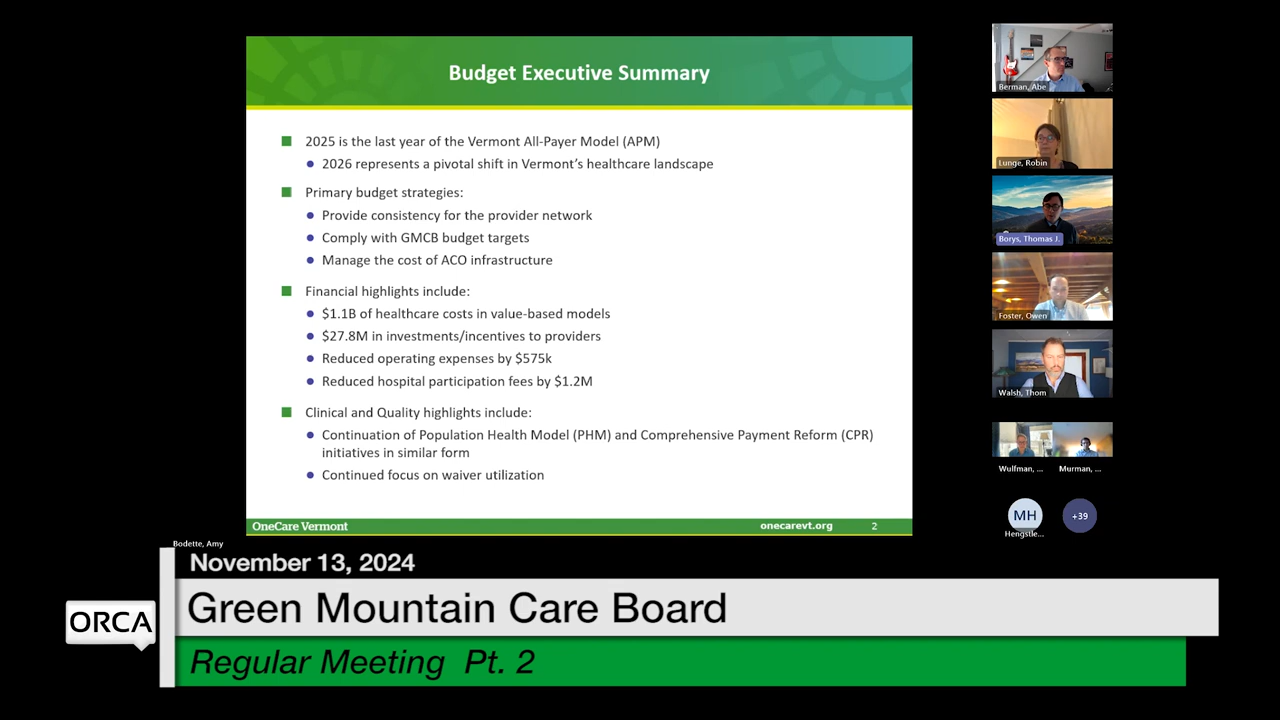 Budget Executive Summary
2025 is the last year of the Vermont All-Payer Model (APM)
2026 represents a pivotal shift in Vermont's healthcare landscape
Primary budget strategies:
Provide consistency for the provider network
Comply with GMCB budget targets
Manage the cost of ACO infrastructure
Financial highlights include:
$1.1B of healthcare costs in value-based models
$27.8M in investments/incentives to providers
Reduced operating expenses by $575k
Reduced hospital participation fees by $1.2M
Clinical and Quality highlights include:
Continuation of Population Health Model (PHM) and Comprehensive Payment Reform (CPR)
initiatives in similar form
Continued focus on waiver utilization
OneCare Vermont
onecarevt.org
2
Berman, Abe
Lunge, Robin
Borys, Thomas J.
Foster, Owen
Walsh, Thom
Wulfman, ...
Murman, ...
MH
+39
Hengstle...
Bodette, Amy
November 13, 2024
ORCA
Green Mountain Care Board
Regular Meeting Pt. 2